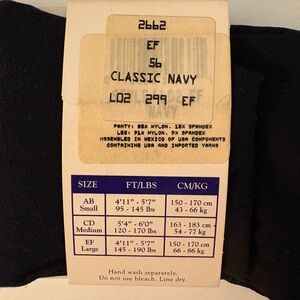 2662
EF
56
CLASSIC NAVY
L02 299 EF
PANTY: 85% NYLON, 15% SPANDEX
LEG: 91% NYLON, 9% SPANDEX
ASSEMBLED IN MEXICO OF USA COMPONENTS
CONTAINING USA AND IMPORTED YARNS
SIZE FT/LBS CM/KG
AB 4'11" - 5'7" 150 - 170 cm
Small 95 - 145 lbs 43 - 66 kg
CD 5'4" - 6'0" 163 - 183 cm
Medium 120 - 170 lbs 54 - 77 kg
EF 4'11" - 5'7" 150 - 170 cm
Large 145 - 190 lbs 66 - 86 kg
Hand wash separately.
Do not use bleach. Line dry.